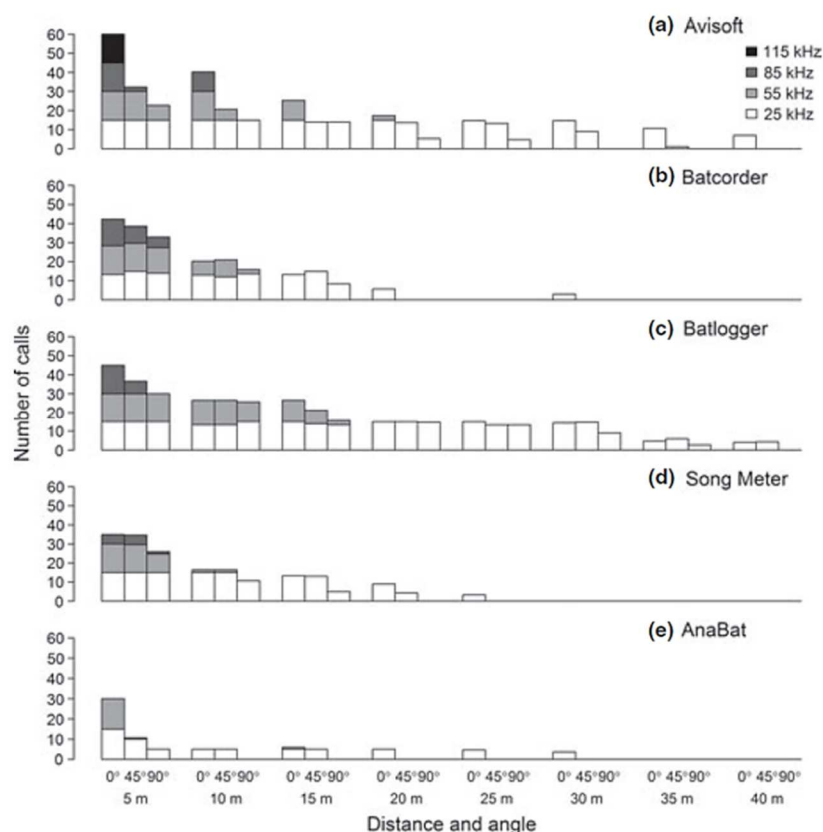 (a) Avisoft
115 kHz
85 kHz
55 kHz
25 kHz
60
50
40
30
20
10
0
(b) Batcorder
60
50
40
30
20
10
0
(c) Batlogger
60
50
40
30
20
10
0
Number of calls
(d) Song Meter
60
50
40
30
20
10
0
(e) AnaBat
60
50
40
30
20
10
0
0° 45°90° 0° 45°90° 0° 45°90° 0° 45°90° 0° 45°90° 0° 45°90° 0° 45°90° 0° 45°90°
5 m 10 m 15 m 20 m 25 m 30 m 35 m 40 m
Distance and angle